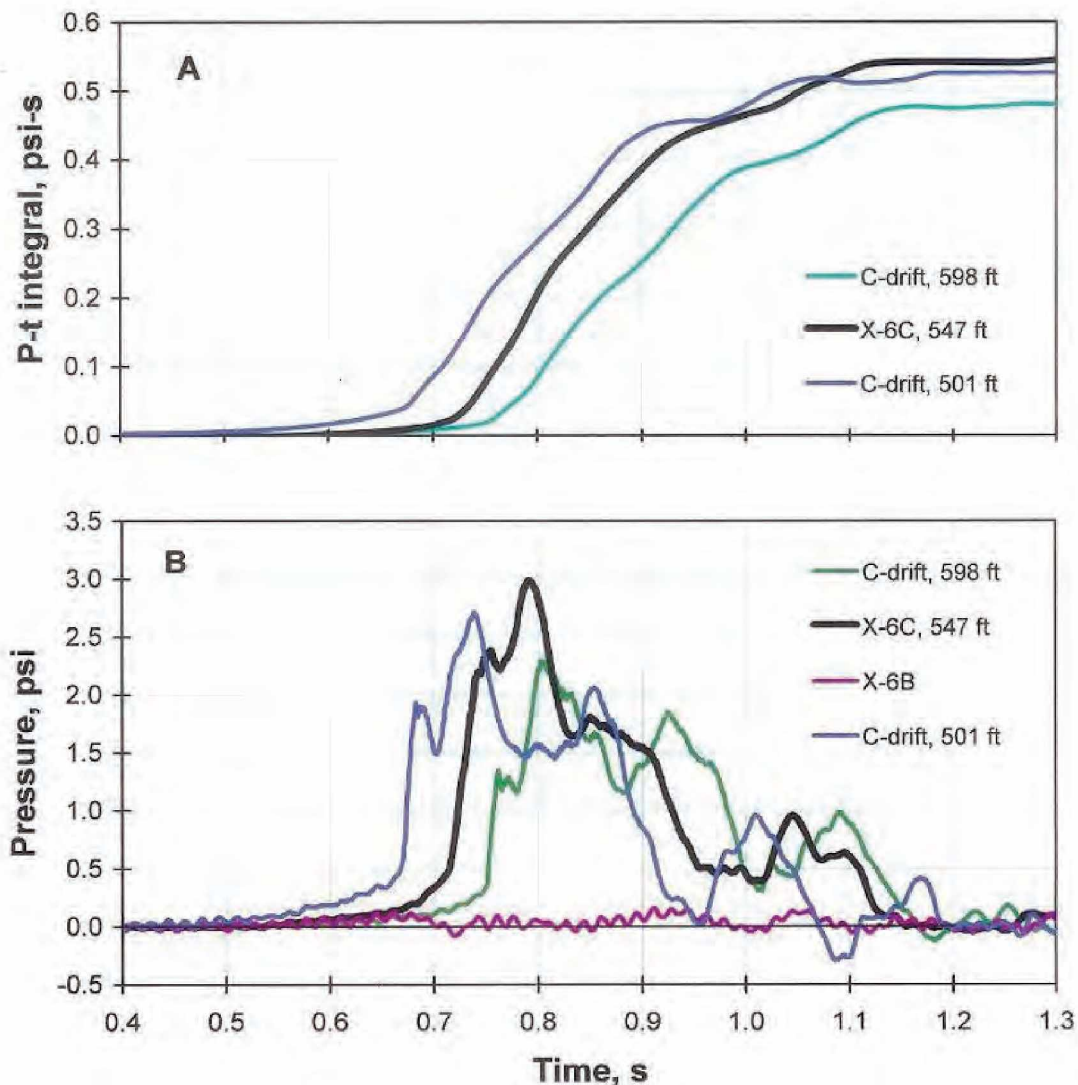 0.6
A
0.5
0.4
0.3
0.2
0.1
0.0
P-t integral, psi-s
C-drift, 598 ft
X-6C, 547 ft
C-drift, 501 ft
3.5
B
3.0
2.5
2.0
1.5
1.0
0.5
0.0
-0.5
Pressure, psi
C-drift, 598 ft
X-6C, 547 ft
X-6B
C-drift, 501 ft
0.4 0.5 0.6 0.7 0.8 0.9 1.0 1.1 1.2 1.3
Time, s